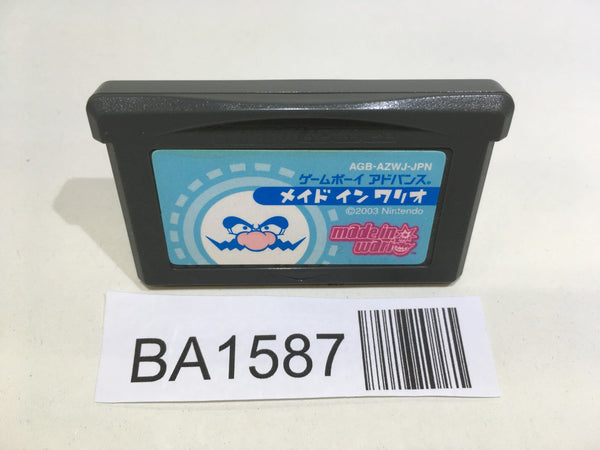 AGB-AZWJ-JPN
ゲームボーイ アドバンス®
メイド イン ワリオ
©2003 Nintendo
made in
wario™
BA1587